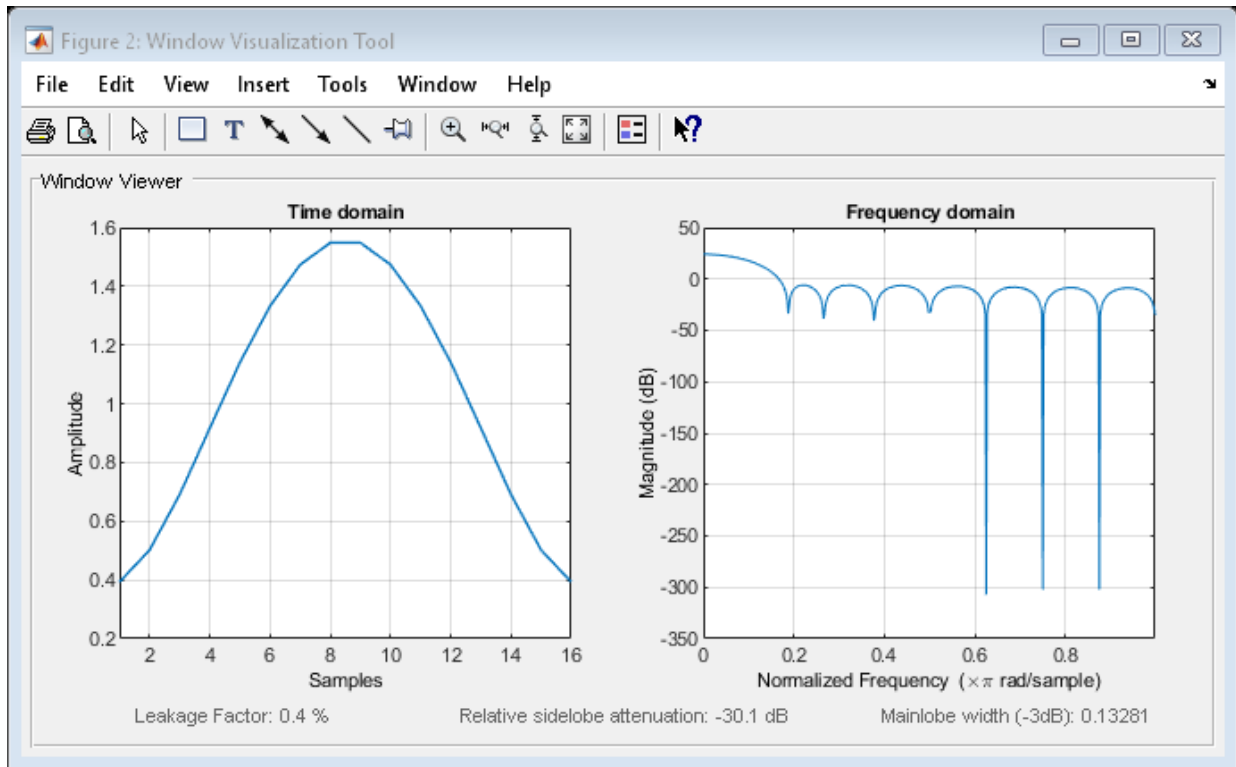 Figure 2: Window Visualization Tool
File Edit View Insert Tools Window Help
T
?
Window Viewer
Time domain
1.6
1.4
1.2
1
0.8
0.6
0.4
0.2
Amplitude
2 4 6 8 10 12 14 16
Samples
Frequency domain
50
0
-50
-100
-150
-200
-250
-300
-350
Magnitude (dB)
0 0.2 0.4 0.6 0.8
Normalized Frequency (×π rad/sample)
Leakage Factor: 0.4 % Relative sidelobe attenuation: -30.1 dB Mainlobe width (-3dB): 0.13281